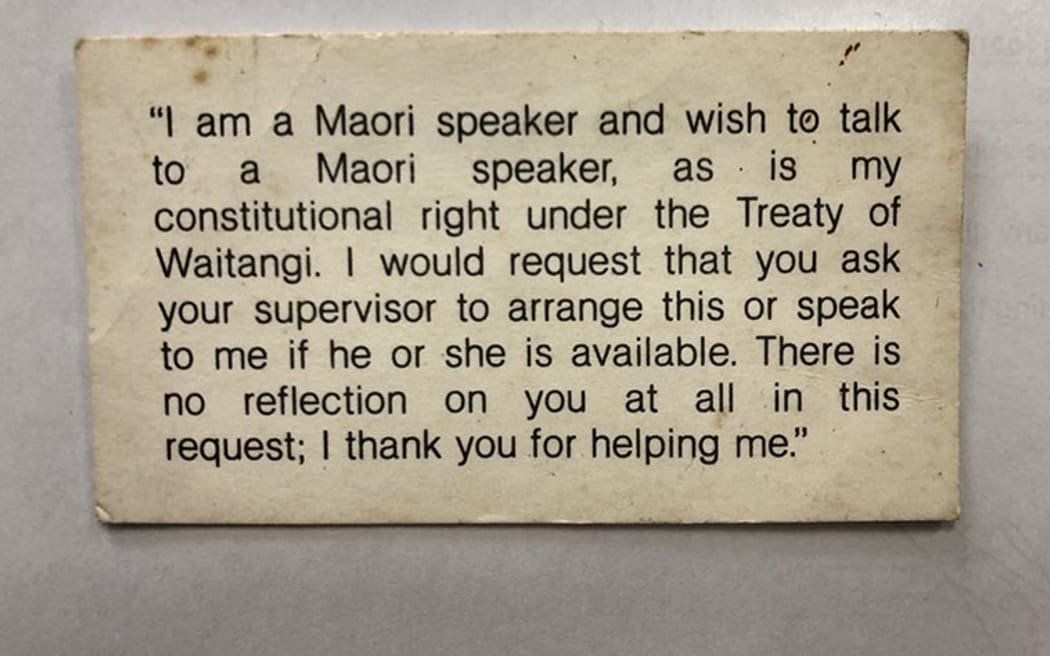 “I am a Maori speaker and wish to talk
to a Maori speaker, as is my
constitutional right under the Treaty of
Waitangi. I would request that you ask
your supervisor to arrange this or speak
to me if he or she is available. There is
no reflection on you at all in this
request; I thank you for helping me.”